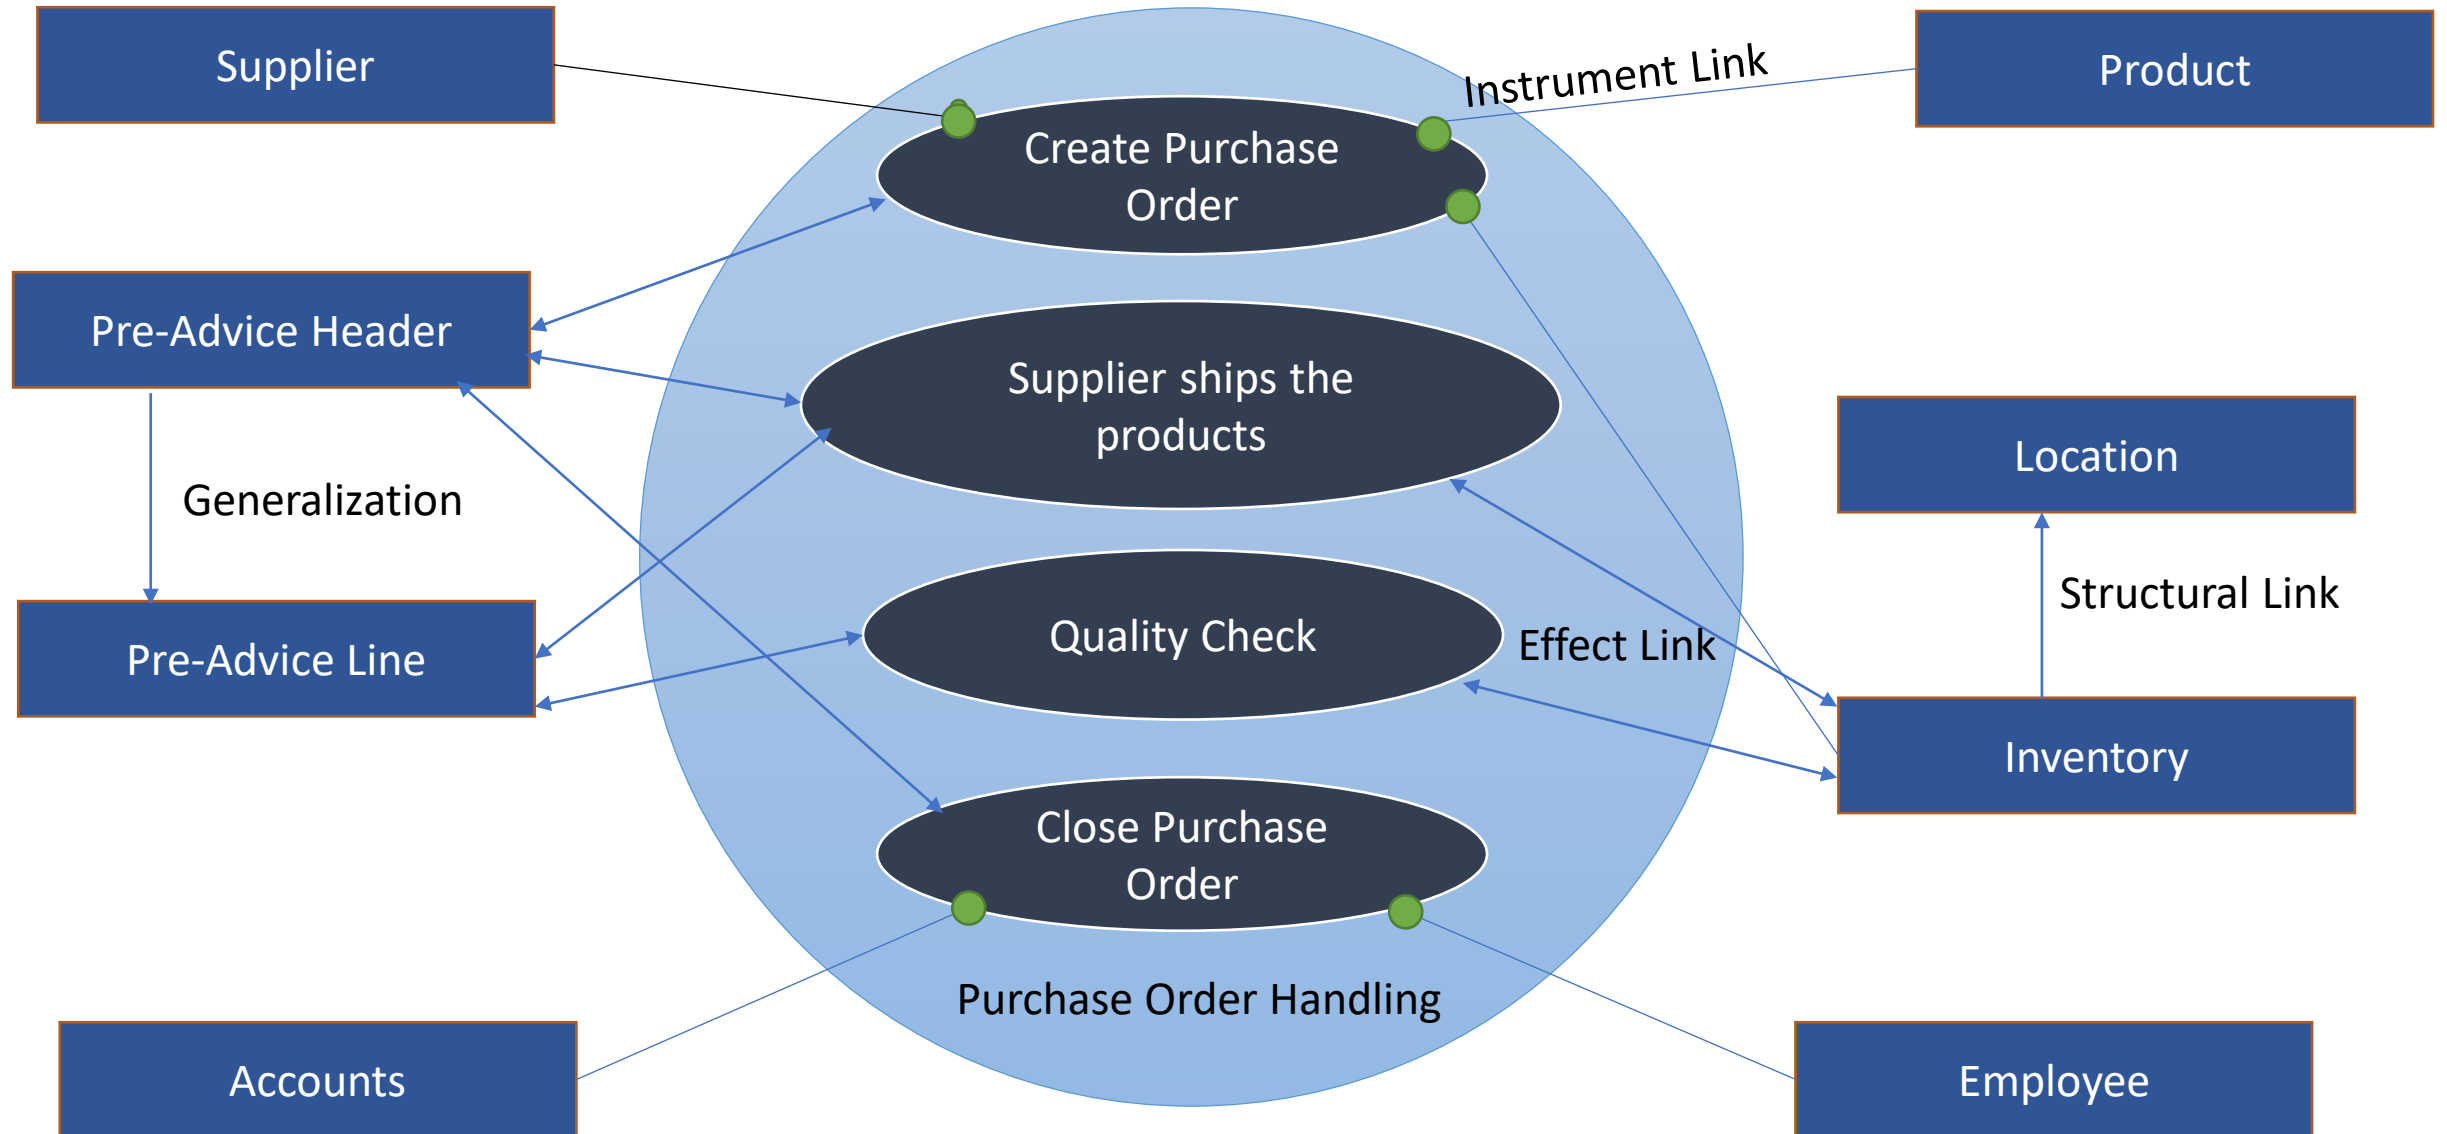 Supplier
Instrument Link
Product
Create Purchase
Order
Pre-Advice Header
Supplier ships the
products
Location
Generalization
Structural Link
Pre-Advice Line
Quality Check
Effect Link
Inventory
Close Purchase
Order
Purchase Order Handling
Accounts
Employee